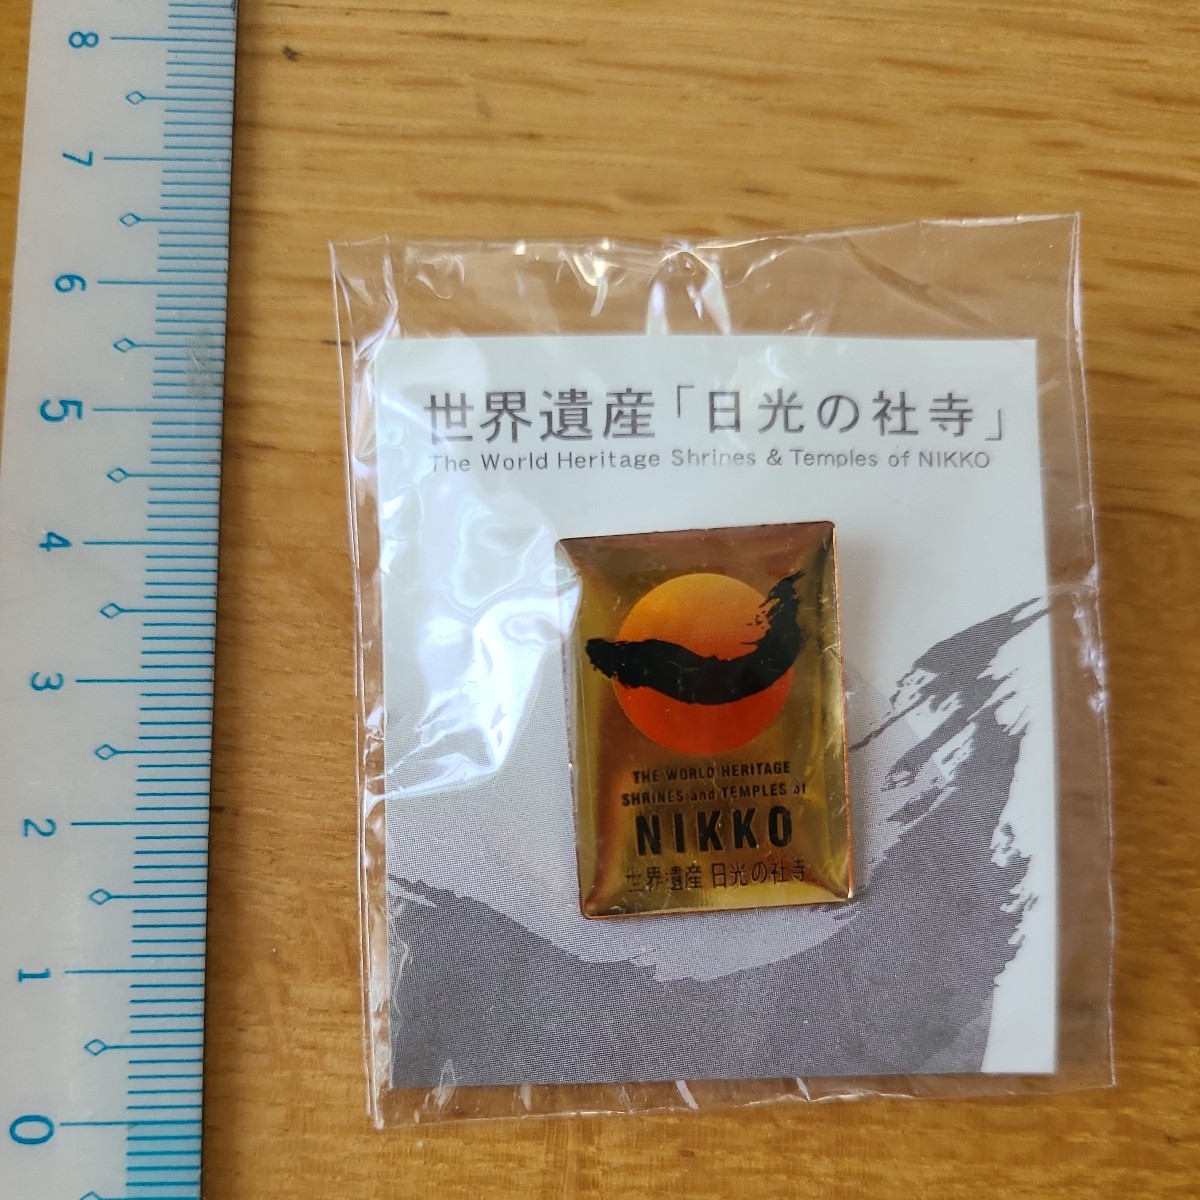 8
7
6
5
4
3
2
1
0
世界遺産「日光の社寺」
The World Heritage Shrines & Temples of NIKKO
THE WORLD HERITAGE
SHRINES and TEMPLES of
NIKKO
世界遺産 日光の社寺